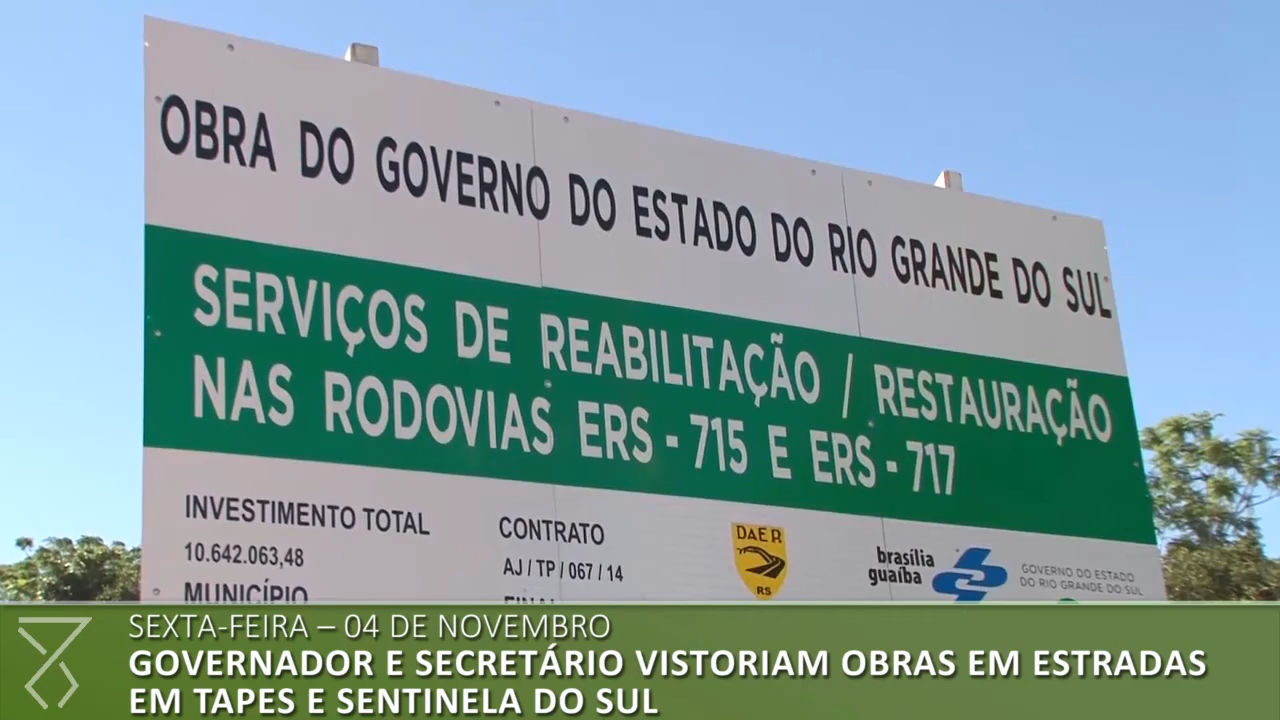 OBRA DO GOVERNO DO ESTADO DO RIO GRANDE DO SUL
SERVIÇOS DE REABILITAÇÃO / RESTAURAÇÃO
NAS RODOVIAS ERS - 715 E ERS - 717
INVESTIMENTO TOTAL
10.642.063,48
MUNICÍPIO
CONTRATO
AJ / TP / 067 / 14
DAER
RS
brasília
guaíba
GOVERNO DO ESTADO
DO RIO GRANDE DO SUL
SEXTA-FEIRA – 04 DE NOVEMBRO
GOVERNADOR E SECRETÁRIO VISTORIAM OBRAS EM ESTRADAS
EM TAPES E SENTINELA DO SUL